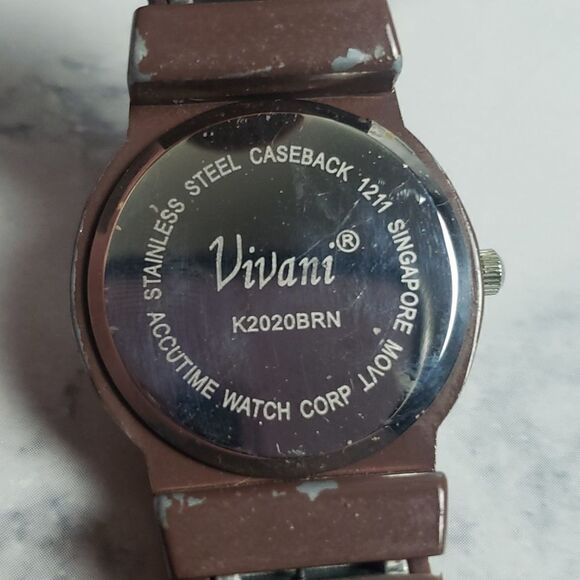 STAINLESS STEEL CASEBACK 1211 SINGAPORE MOVT
Vivani®
K2020BRN
ACCUTIME WATCH CORP